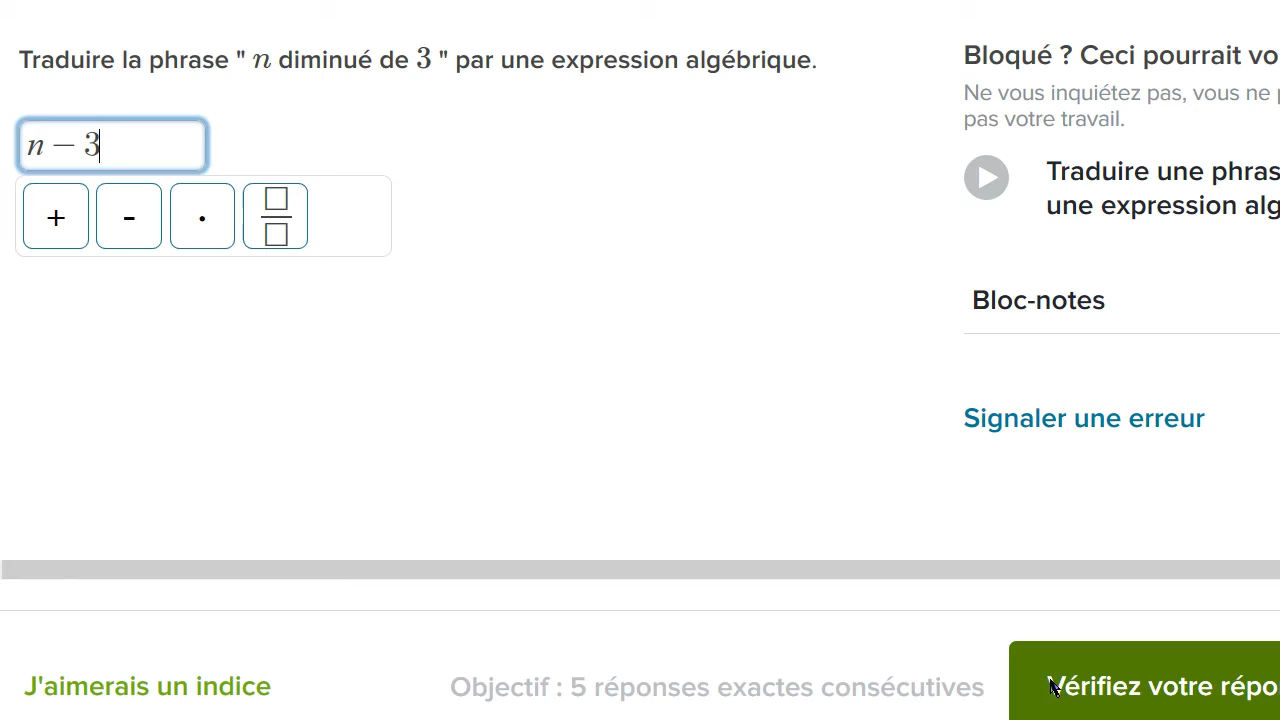 Traduire la phrase " n diminué de 3 " par une expression algébrique.
n − 3
+ - ·
Bloqué ? Ceci pourrait vo
Ne vous inquiétez pas, vous ne p
pas votre travail.
Traduire une phras
une expression alg
Bloc-notes
Signaler une erreur
J'aimerais un indice
Objectif : 5 réponses exactes consécutives
Vérifiez votre répo